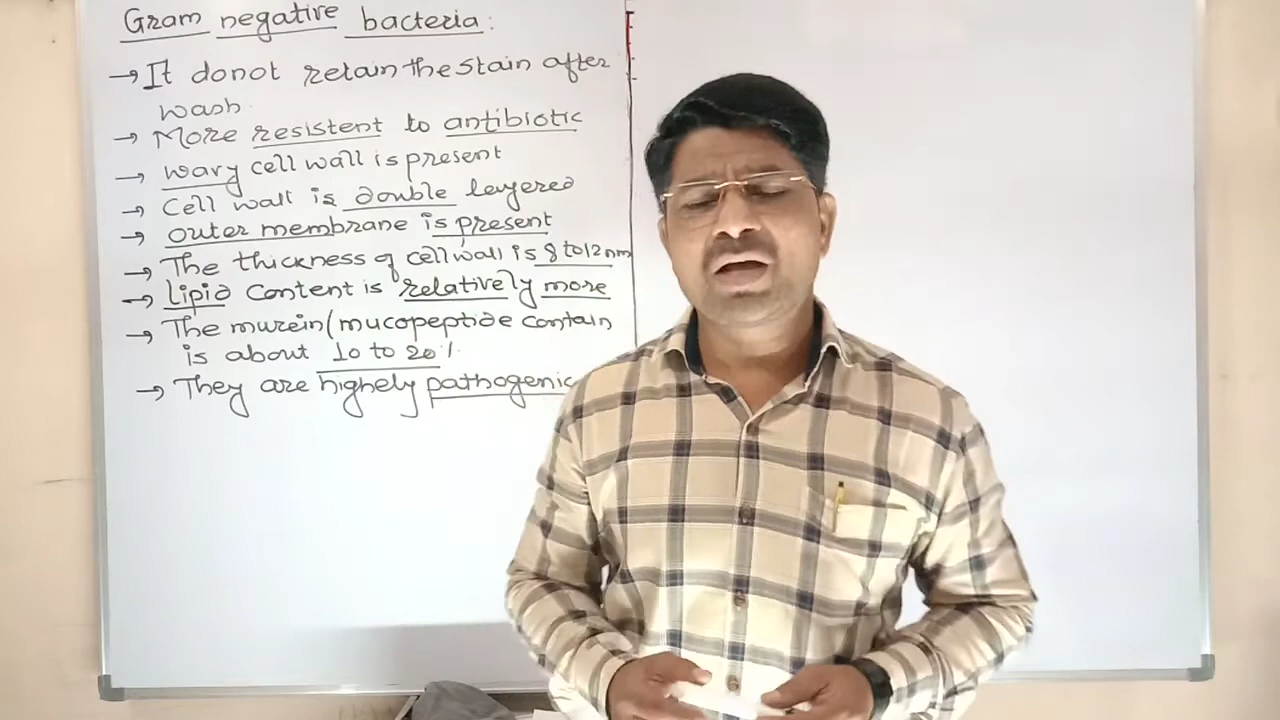 Gram negative bacteria:
→ It donot retain the stain after
wash.
→ More resistent to antibiotic
→ wavy cell wall is present
→ Cell wall is double layered
→ outer membrane is present
→ The thickness of cell wall is 8 to 12 nm
→ lipid content is relatively more
→ The murein(mucopeptide contain
is about 10 to 20%.
→ They are highely pathogenic